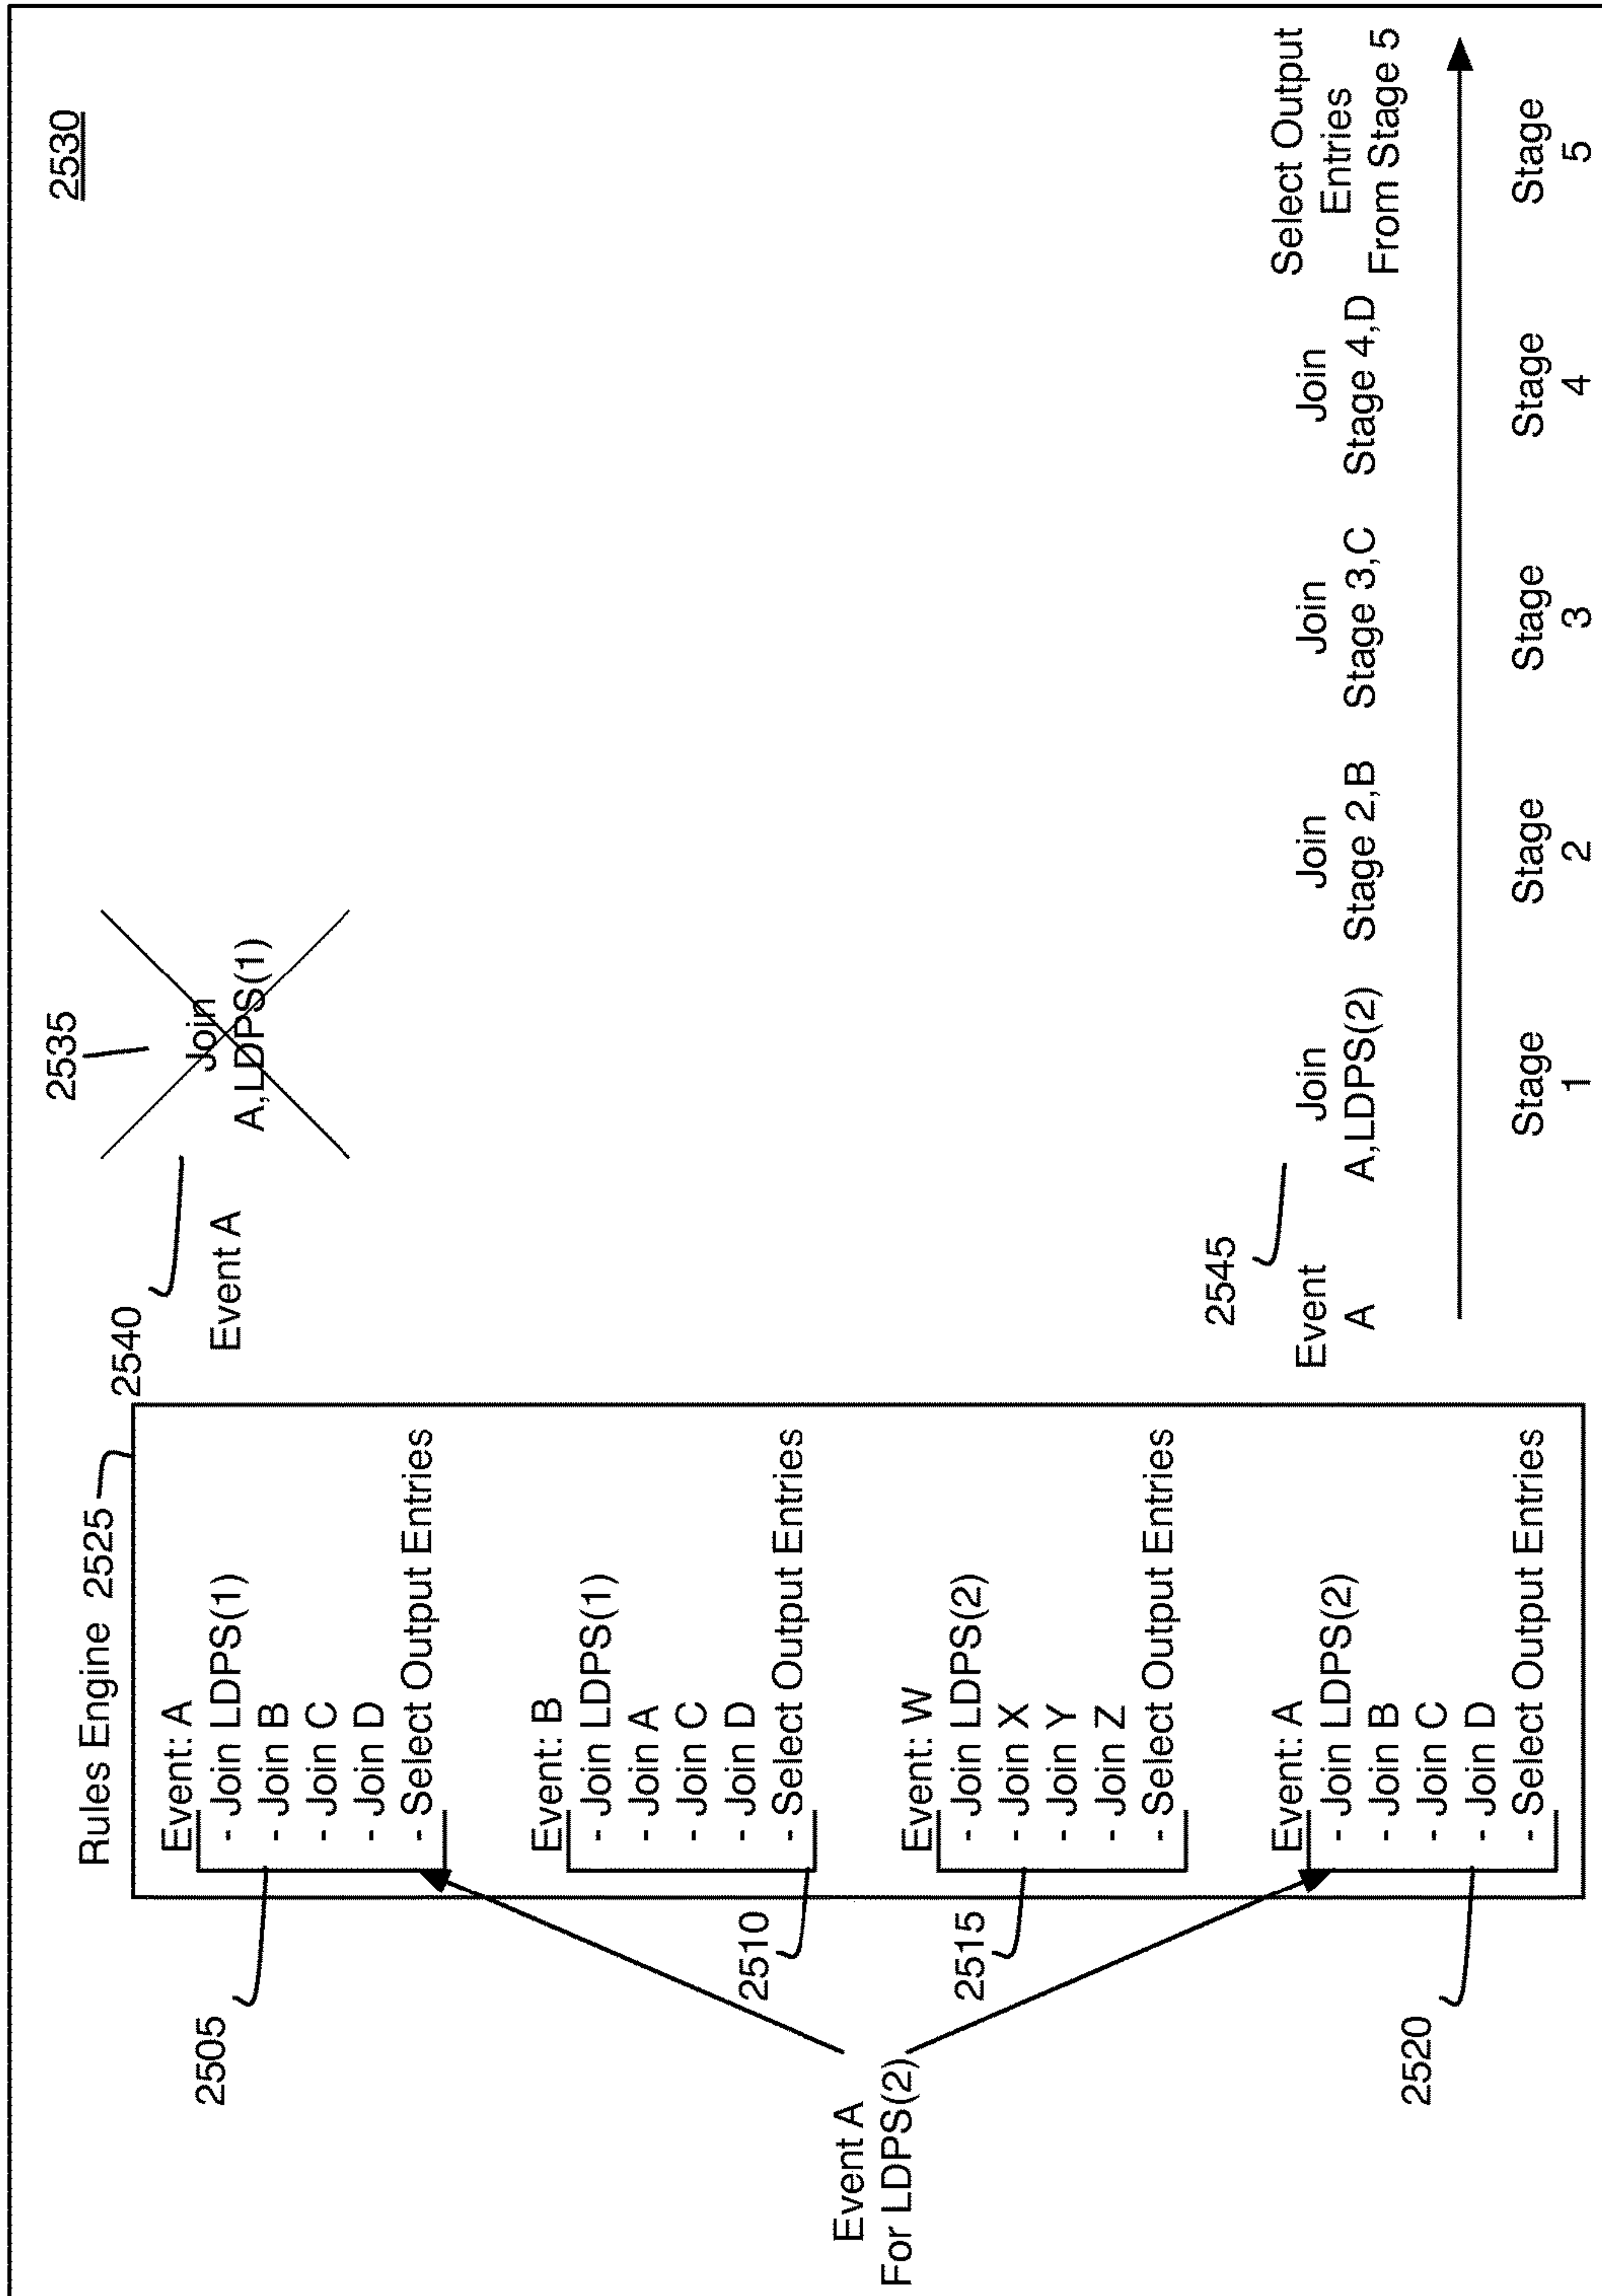 2530
Rules Engine 2525
2505
2510
2515
2520
Event A
For LDPS(2)
Event: A
- Join LDPS(1)
- Join B
- Join C
- Join D
- Select Output Entries
Event: B
- Join LDPS(1)
- Join A
- Join C
- Join D
- Select Output Entries
Event: W
- Join LDPS(2)
- Join X
- Join Y
- Join Z
- Select Output Entries
Event: A
- Join LDPS(2)
- Join B
- Join C
- Join D
- Select Output Entries
2540
2535
Event A
Join
A,LDPS(1)
2545
Event
A
Join
A,LDPS(2)
Join
Stage 2,B
Join
Stage 3,C
Join
Stage 4,D
Select Output
Entries
From Stage 5
Stage
1
Stage
2
Stage
3
Stage
4
Stage
5